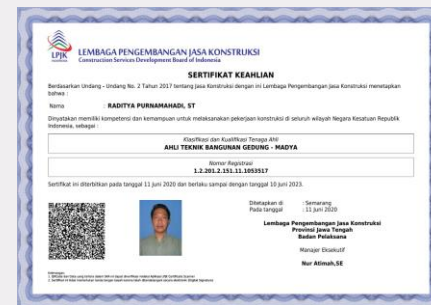 LPJK
LEMBAGA PENGEMBANGAN JASA KONSTRUKSI
Construction Services Development Board of Indonesia
SERTIFIKAT KEAHLIAN
Berdasarkan Undang - Undang No. 2 Tahun 2017 tentang Jasa Konstruksi dengan ini Lembaga Pengembangan Jasa Konstruksi menetapkan
bahwa :
Nama : RADITYA PURNAMAHADI, ST
Dinyatakan memiliki kompetensi dan kemampuan untuk melaksanakan pekerjaan konstruksi di seluruh wilayah Negara Kesatuan Republik
Indonesia, sebagai :
Klasifikasi dan Kualifikasi Tenaga Ahli
AHLI TEKNIK BANGUNAN GEDUNG - MADYA
Nomor Registrasi
1.2.201.2.151.11.1053517
Sertifikat ini diterbitkan pada tanggal 11 Juni 2020 dan berlaku sampai dengan tanggal 10 Juni 2023.
Ditetapkan di : Semarang
Pada tanggal : 11 Juni 2020
Lembaga Pengembangan Jasa Konstruksi
Provinsi Jawa Tengah
Badan Pelaksana
Manajer Eksekutif
Nur Atimah,SE